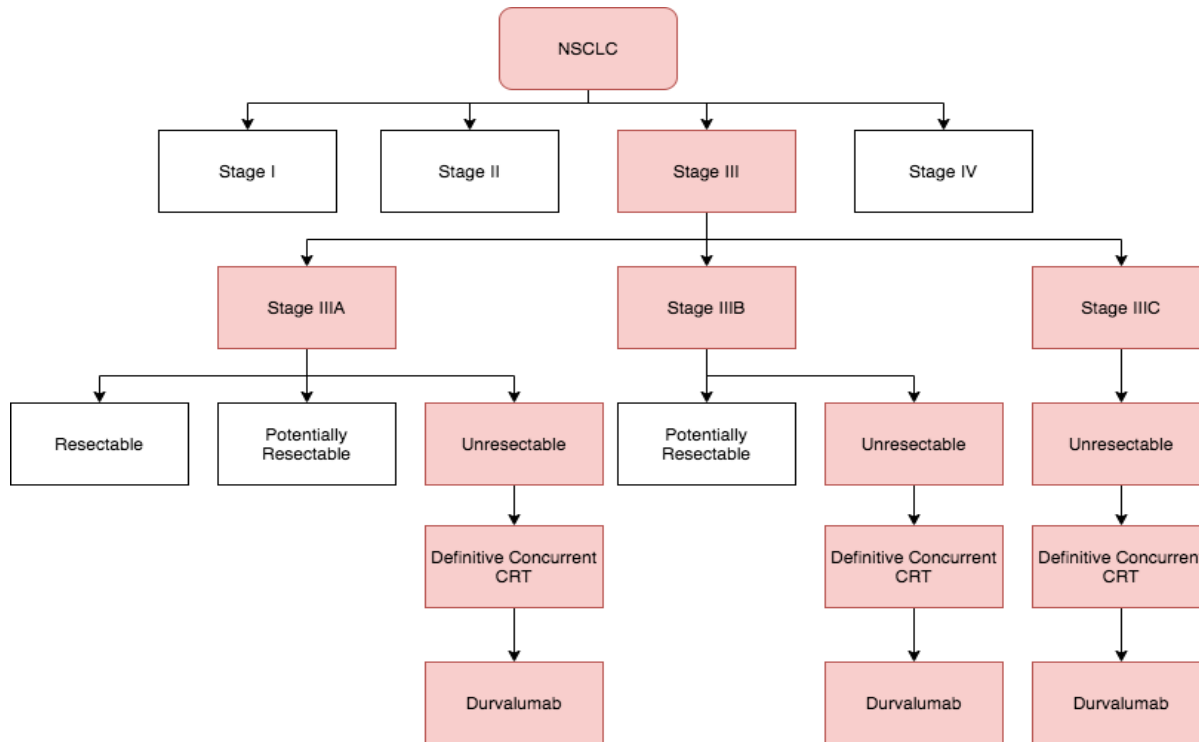 NSCLC
Stage I
Stage II
Stage III
Stage IV
Stage IIIA
Stage IIIB
Stage IIIC
Resectable
Potentially
Resectable
Unresectable
Potentially
Resectable
Unresectable
Unresectable
Definitive Concurrent
CRT
Definitive Concurrent
CRT
Definitive Concurrent
CRT
Durvalumab
Durvalumab
Durvalumab